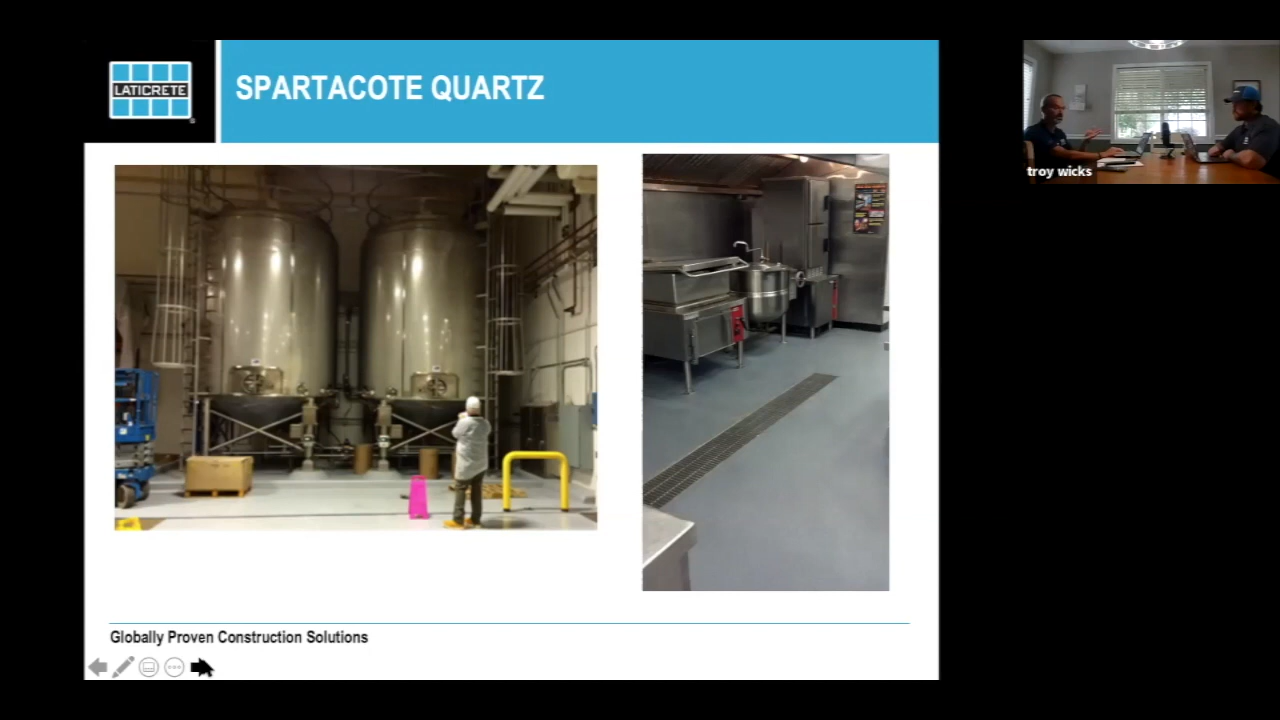 LATICRETE
SPARTACOTE QUARTZ
troy wicks
Globally Proven Construction Solutions